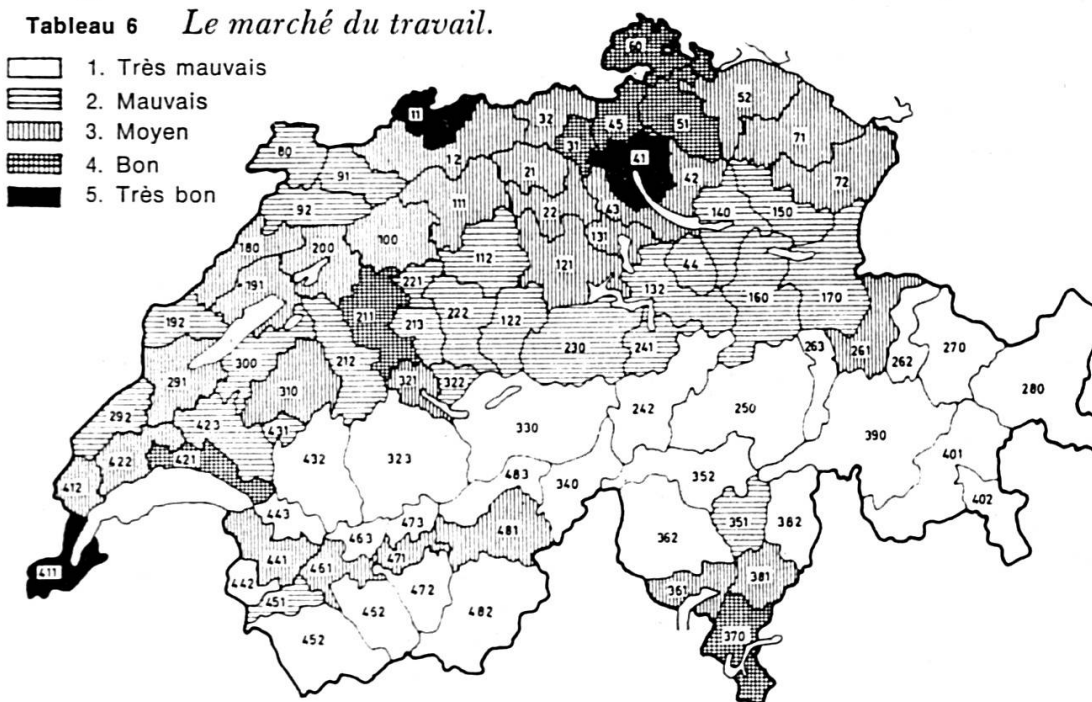 Tableau 6 Le marché du travail.
1. Très mauvais
2. Mauvais
3. Moyen
4. Bon
5. Très bon
60
11 32 45 51 52
80 91 12 31 41 71
21 42 72
92 111 22 43 140 150
180 200 100 131
112 121 44
191 221 132 160 170
192 211 213 222 122
300 212 230 241 263 261 262 270
291 310 321 322 280
292 423 242 250
431 330 390
422 421 432 323 401
412 483 352
340 402
443 473 351
463 481 362 382
441 471
411 461 381
442 472 361
451 452 482
452 370